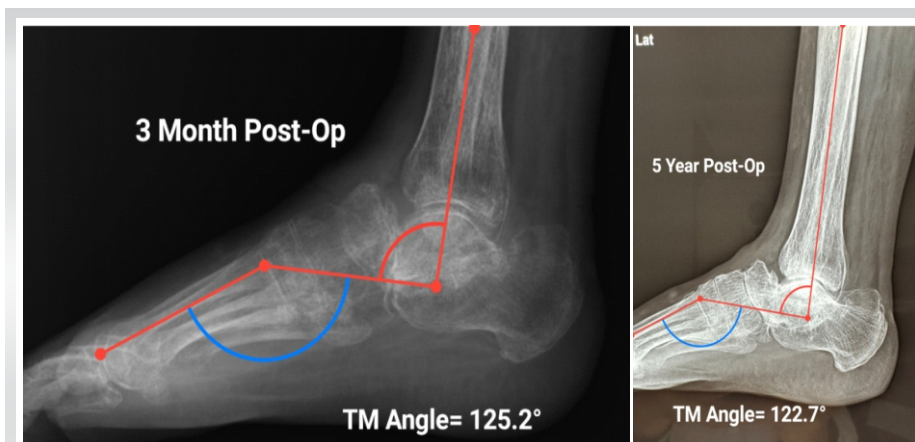 3 Month Post-Op
TM Angle= 125.2°
Lat
5 Year Post-Op
TM Angle= 122.7°